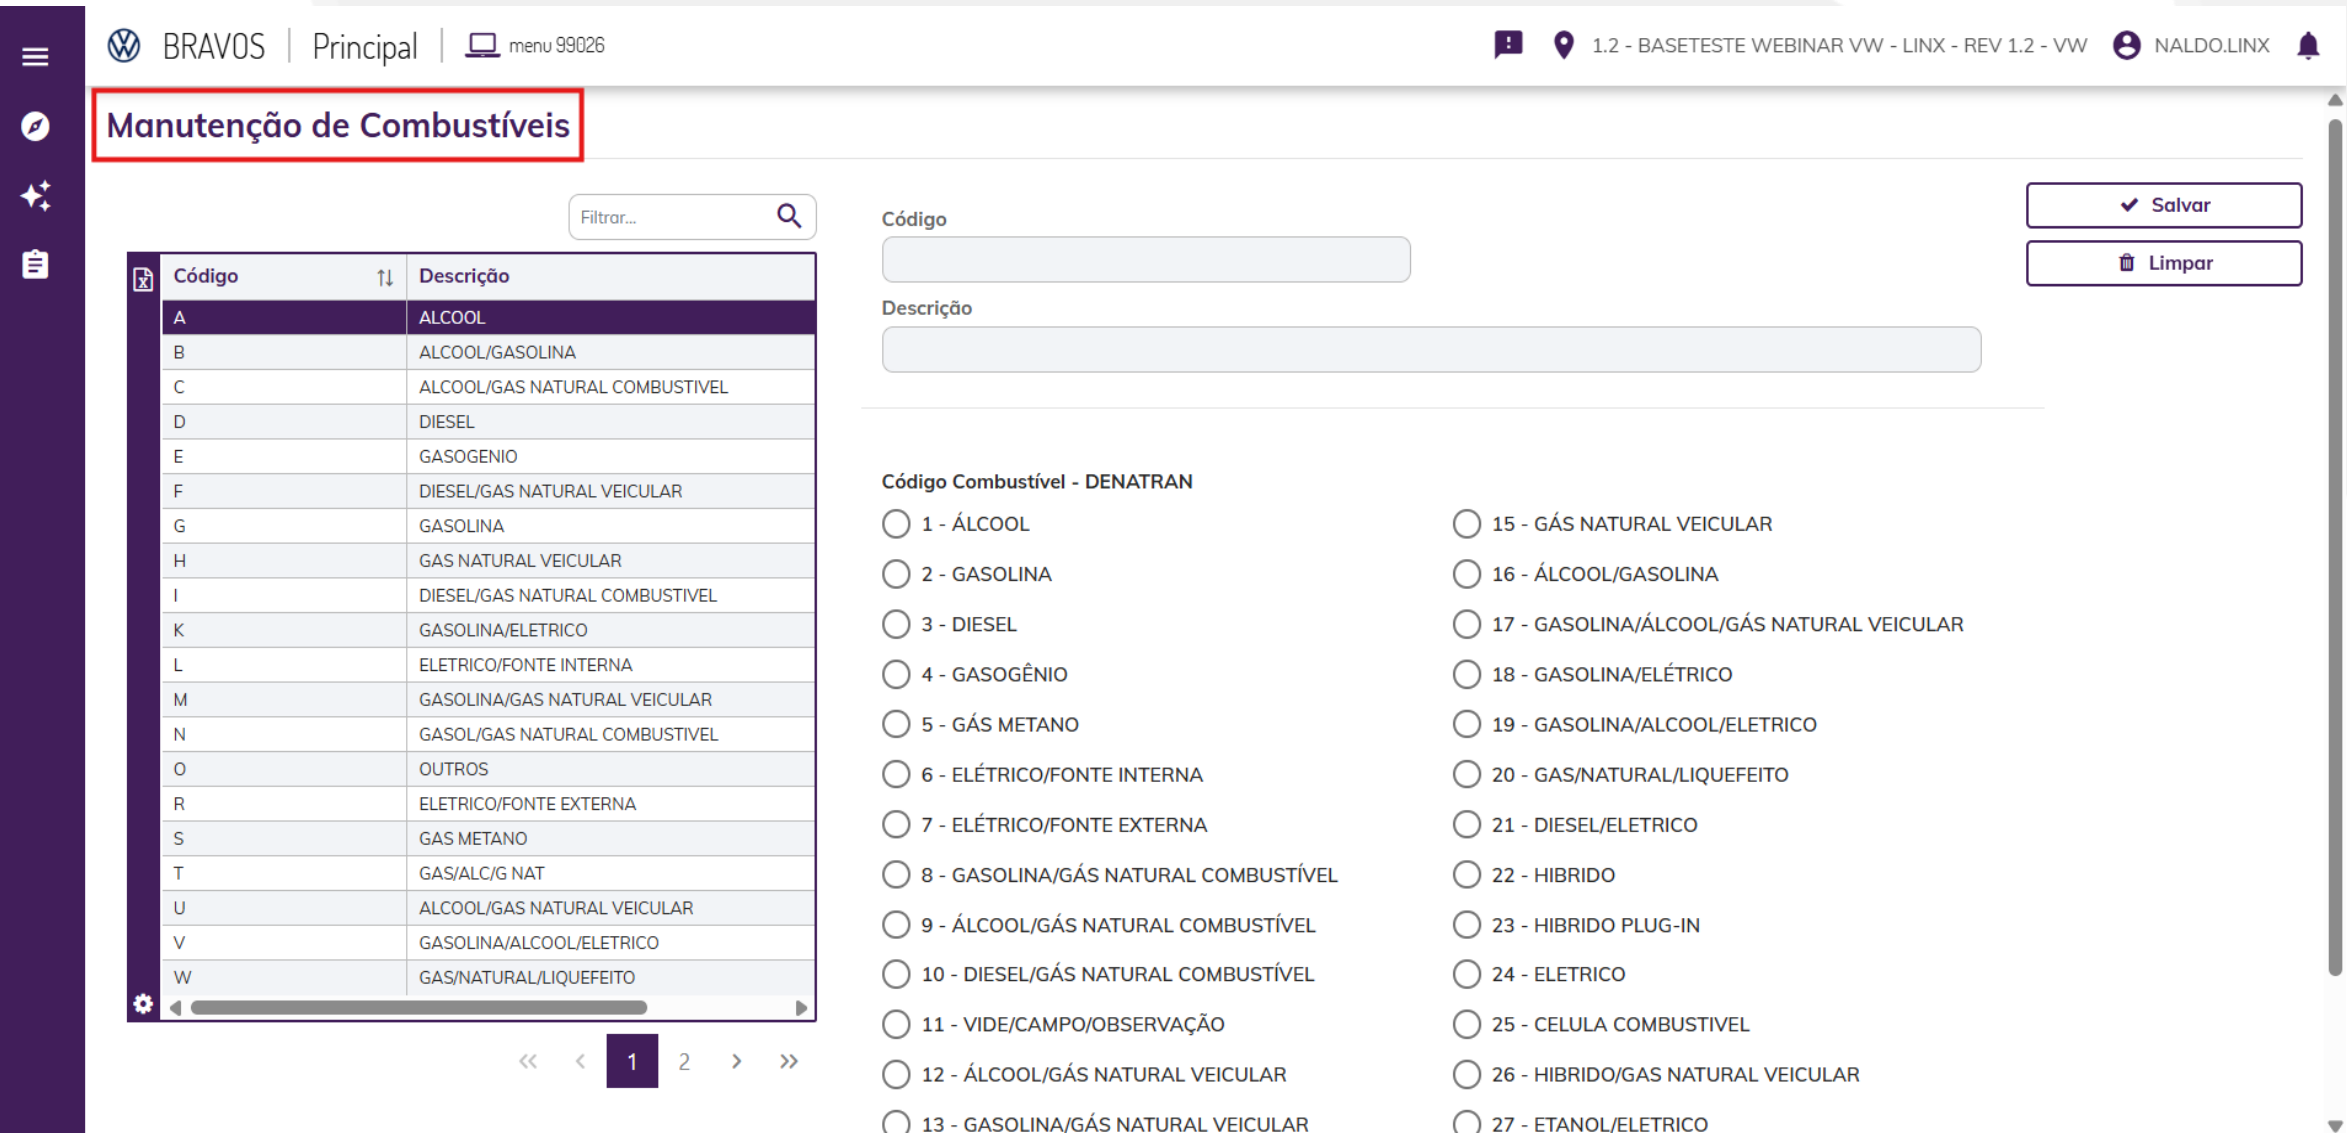 BRAVOS | Principal | menu 99026
1.2 - BASETESTE WEBINAR VW - LINX - REV 1.2 - VW NALDO.LINX
Manutenção de Combustíveis
Filtrar...
Código Descrição
A ALCOOL
B ALCOOL/GASOLINA
C ALCOOL/GAS NATURAL COMBUSTIVEL
D DIESEL
E GASOGENIO
F DIESEL/GAS NATURAL VEICULAR
G GASOLINA
H GAS NATURAL VEICULAR
I DIESEL/GAS NATURAL COMBUSTIVEL
K GASOLINA/ELETRICO
L ELETRICO/FONTE INTERNA
M GASOLINA/GAS NATURAL VEICULAR
N GASOL/GAS NATURAL COMBUSTIVEL
O OUTROS
R ELETRICO/FONTE EXTERNA
S GAS METANO
T GAS/ALC/G NAT
U ALCOOL/GAS NATURAL VEICULAR
V GASOLINA/ALCOOL/ELETRICO
W GAS/NATURAL/LIQUEFEITO
1 2
Código
Descrição
Salvar
Limpar
Código Combustível - DENATRAN
1 - ÁLCOOL
2 - GASOLINA
3 - DIESEL
4 - GASOGÊNIO
5 - GÁS METANO
6 - ELÉTRICO/FONTE INTERNA
7 - ELÉTRICO/FONTE EXTERNA
8 - GASOLINA/GÁS NATURAL COMBUSTÍVEL
9 - ÁLCOOL/GÁS NATURAL COMBUSTÍVEL
10 - DIESEL/GÁS NATURAL COMBUSTÍVEL
11 - VIDE/CAMPO/OBSERVAÇÃO
12 - ÁLCOOL/GÁS NATURAL VEICULAR
13 - GASOLINA/GÁS NATURAL VEICULAR
15 - GÁS NATURAL VEICULAR
16 - ÁLCOOL/GASOLINA
17 - GASOLINA/ÁLCOOL/GÁS NATURAL VEICULAR
18 - GASOLINA/ELÉTRICO
19 - GASOLINA/ALCOOL/ELETRICO
20 - GAS/NATURAL/LIQUEFEITO
21 - DIESEL/ELETRICO
22 - HIBRIDO
23 - HIBRIDO PLUG-IN
24 - ELETRICO
25 - CELULA COMBUSTIVEL
26 - HIBRIDO/GAS NATURAL VEICULAR
27 - ETANOL/ELETRICO